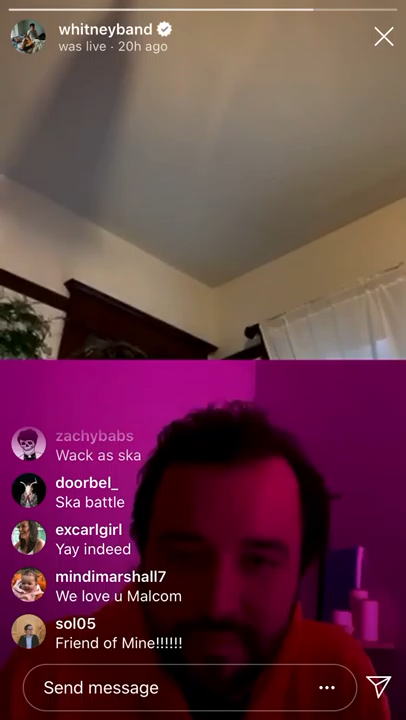 whitneyband
was live · 20h ago
zachybabs
Wack as ska
doorbel_
Ska battle
excarlgirl
Yay indeed
mindimarshall7
We love u Malcom
sol05
Friend of Mine!!!!!!
Send message